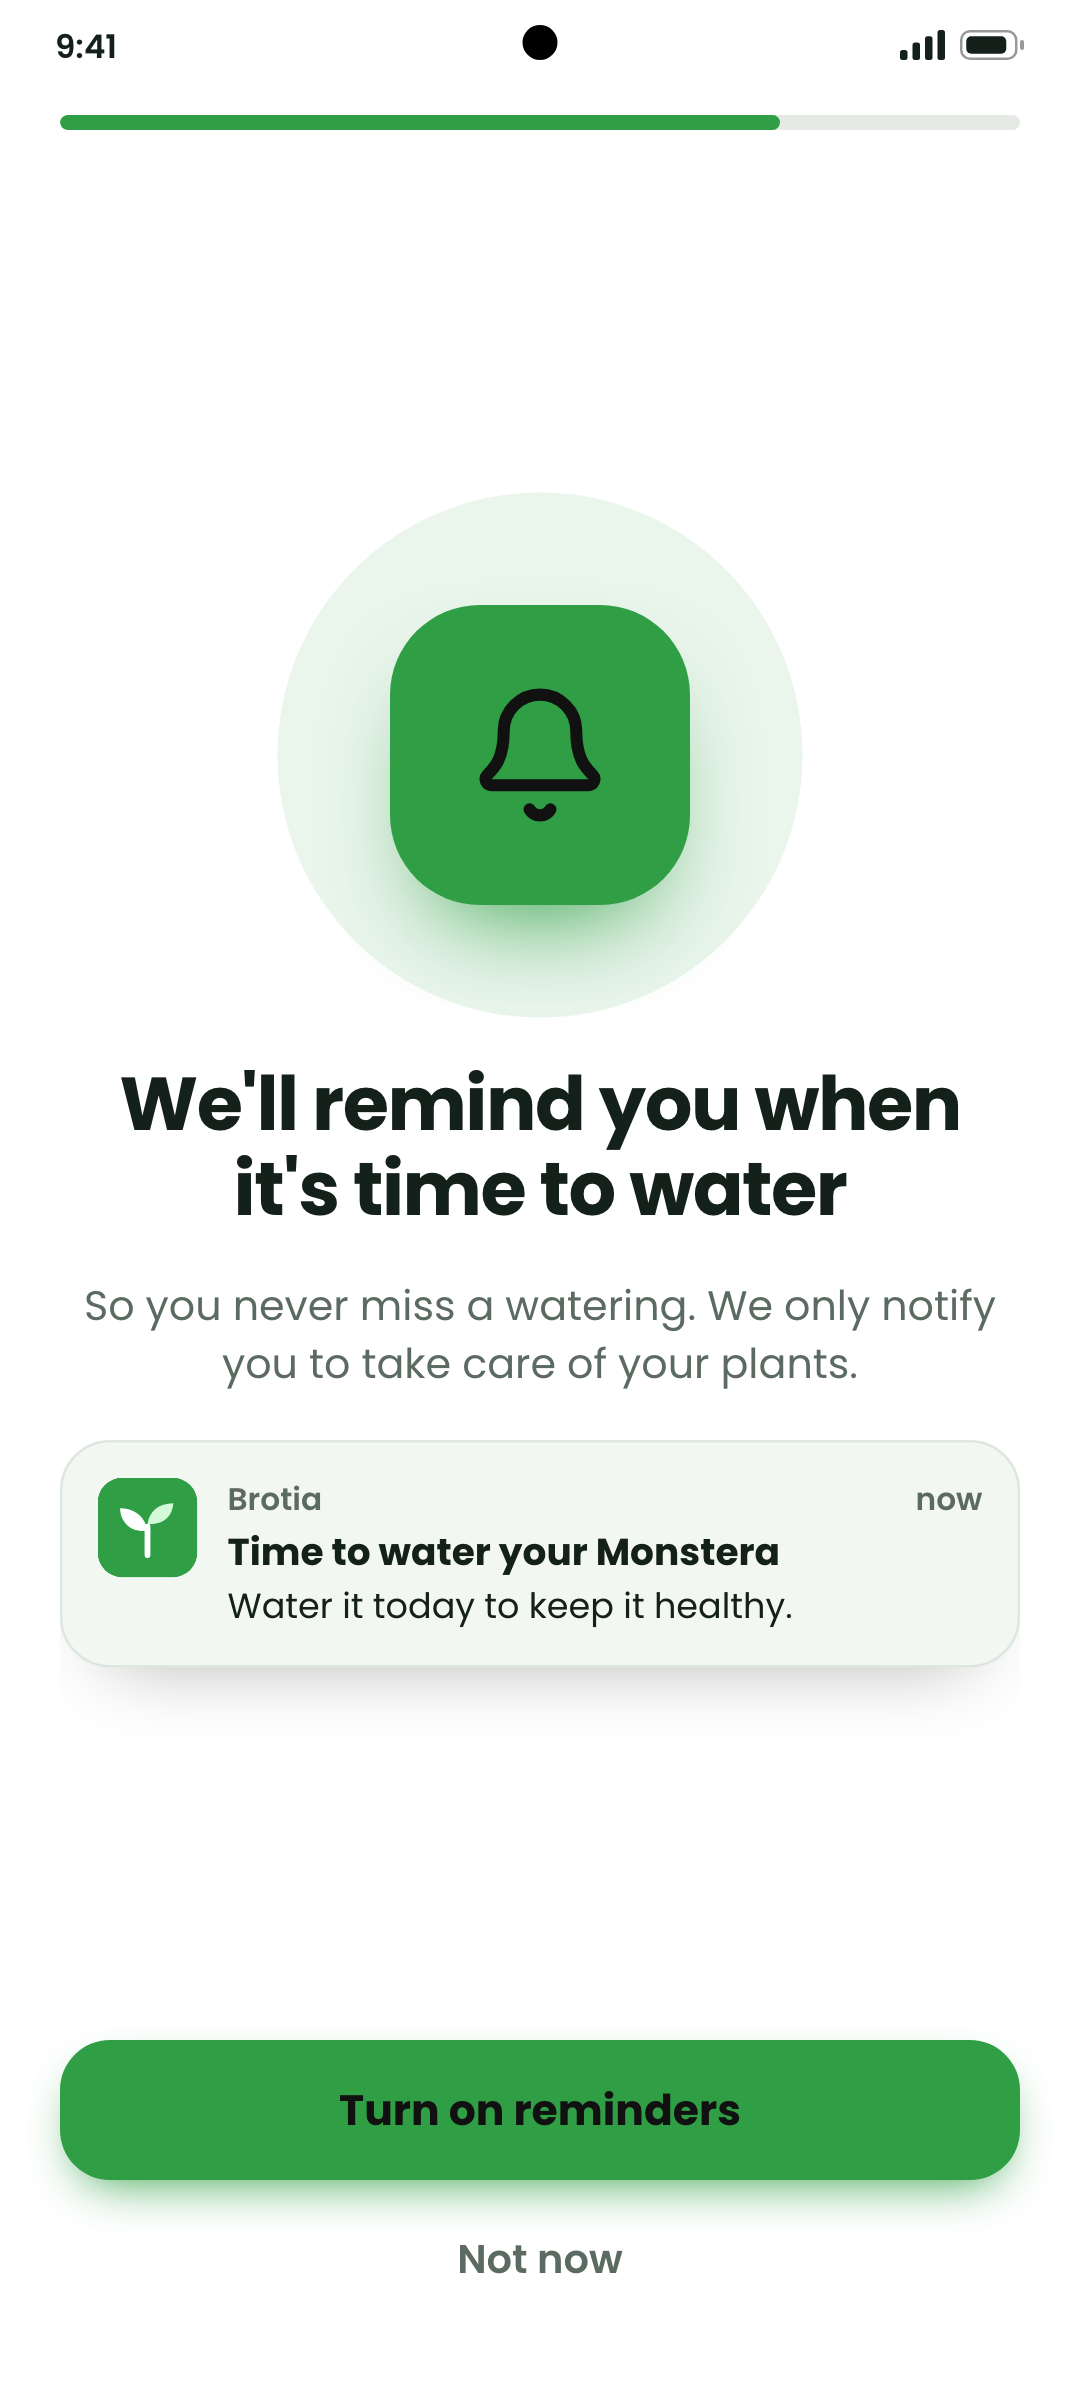 9:41
We'll remind you when
it's time to water
So you never miss a watering. We only notify
you to take care of your plants.
Brotia
now
Time to water your Monstera
Water it today to keep it healthy.
Turn on reminders
Not now